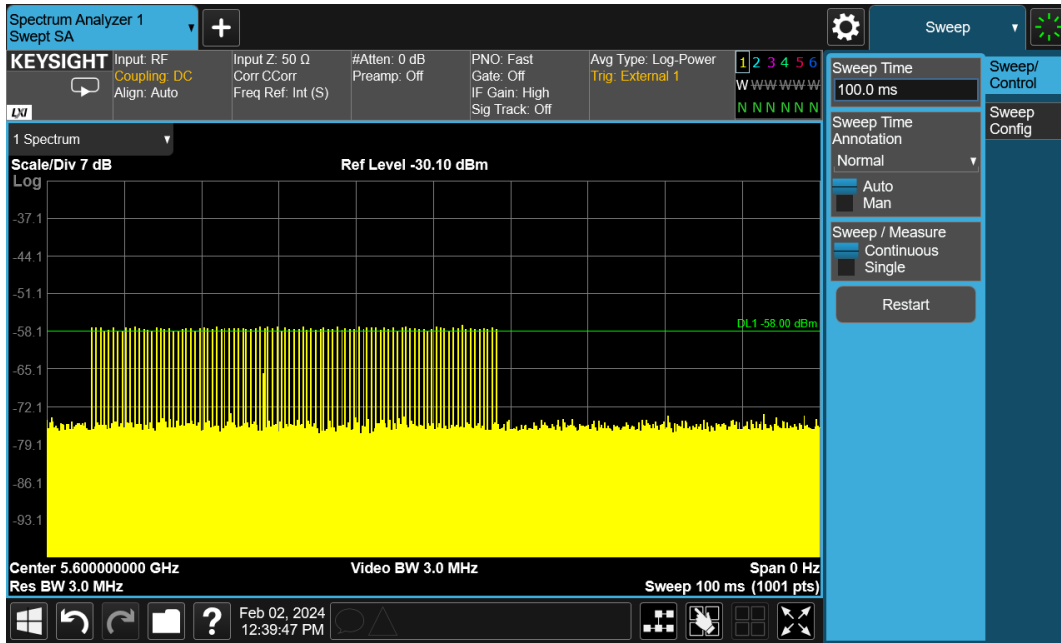 Spectrum Analyzer 1
Swept SA
+
Sweep
KEYSIGHT
Input: RF
Coupling: DC
Align: Auto
Input Z: 50 Ω
Corr CCorr
Freq Ref: Int (S)
#Atten: 0 dB
Preamp: Off
PNO: Fast
Gate: Off
IF Gain: High
Sig Track: Off
Avg Type: Log-Power
Trig: External 1
1 2 3 4 5 6
W W W W W W
N N N N N N
LXI
Sweep Time
100.0 ms
Sweep Time
Annotation
Normal
Auto
Man
Sweep / Measure
Continuous
Single
Restart
Sweep/
Control
Sweep
Config
1 Spectrum
Scale/Div 7 dB
Ref Level -30.10 dBm
Log
-37.1
-44.1
-51.1
-58.1
-65.1
-72.1
-79.1
-86.1
-93.1
DL1 -58.00 dBm
Center 5.600000000 GHz
Video BW 3.0 MHz
Span 0 Hz
Res BW 3.0 MHz
Sweep 100 ms (1001 pts)
?
Feb 02, 2024
12:39:47 PM